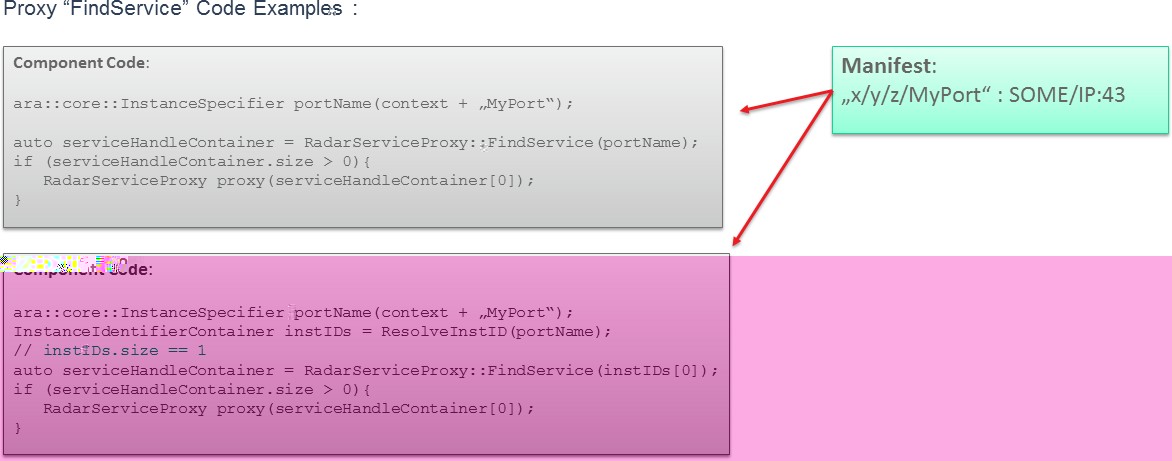 Proxy “FindService” Code Examples :
Component Code:
ara::core::InstanceSpecifier portName(context + „MyPort“);
auto serviceHandleContainer = RadarServiceProxy::FindService(portName);
if (serviceHandleContainer.size > 0){
RadarServiceProxy proxy(serviceHandleContainer[0]);
}
Manifest:
„x/y/z/MyPort“ : SOME/IP:43
Component Code:
ara::core::InstanceSpecifier portName(context + „MyPort“);
InstanceIdentifierContainer instIDs = ResolveInstID(portName);
// instIDs.size == 1
auto serviceHandleContainer = RadarServiceProxy::FindService(instIDs[0]);
if (serviceHandleContainer.size > 0){
RadarServiceProxy proxy(serviceHandleContainer[0]);
}